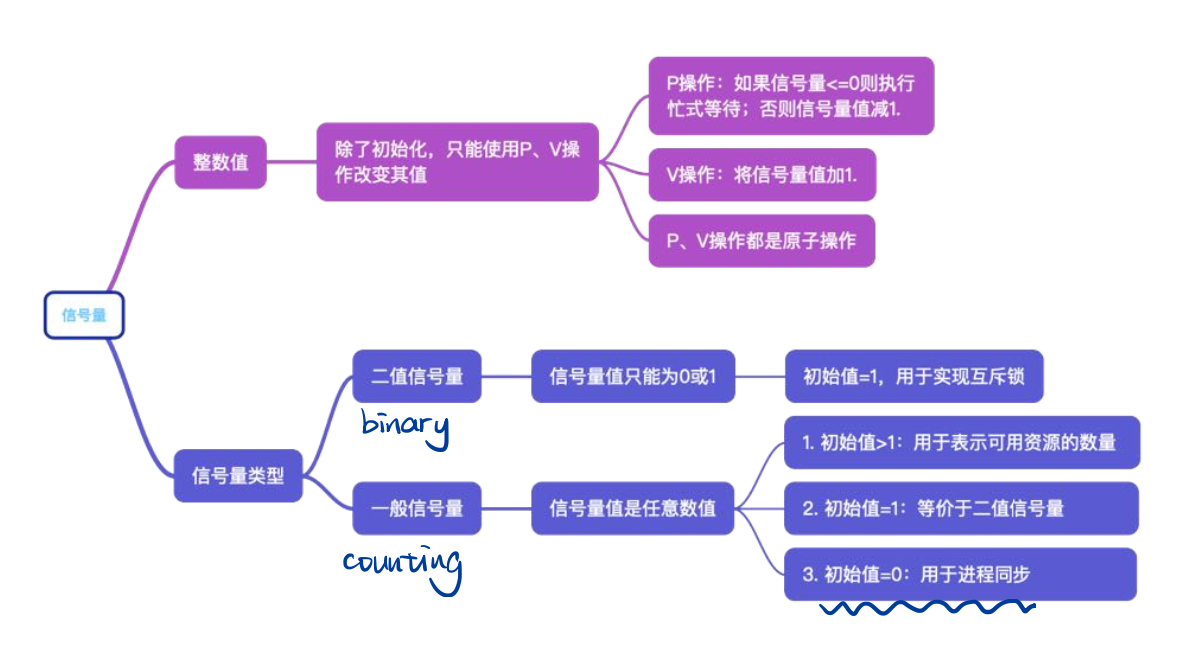 信号量
整数值
除了初始化，只能使用P、V操
作改变其值
P操作：如果信号量<=0则执行
忙式等待；否则信号量值减1.
V操作：将信号量值加1.
P、V操作都是原子操作
信号量类型
二值信号量
binary
信号量值只能为0或1
初始值=1，用于实现互斥锁
一般信号量
counting
信号量值是任意数值
1. 初始值>1：用于表示可用资源的数量
2. 初始值=1：等价于二值信号量
3. 初始值=0：用于进程同步